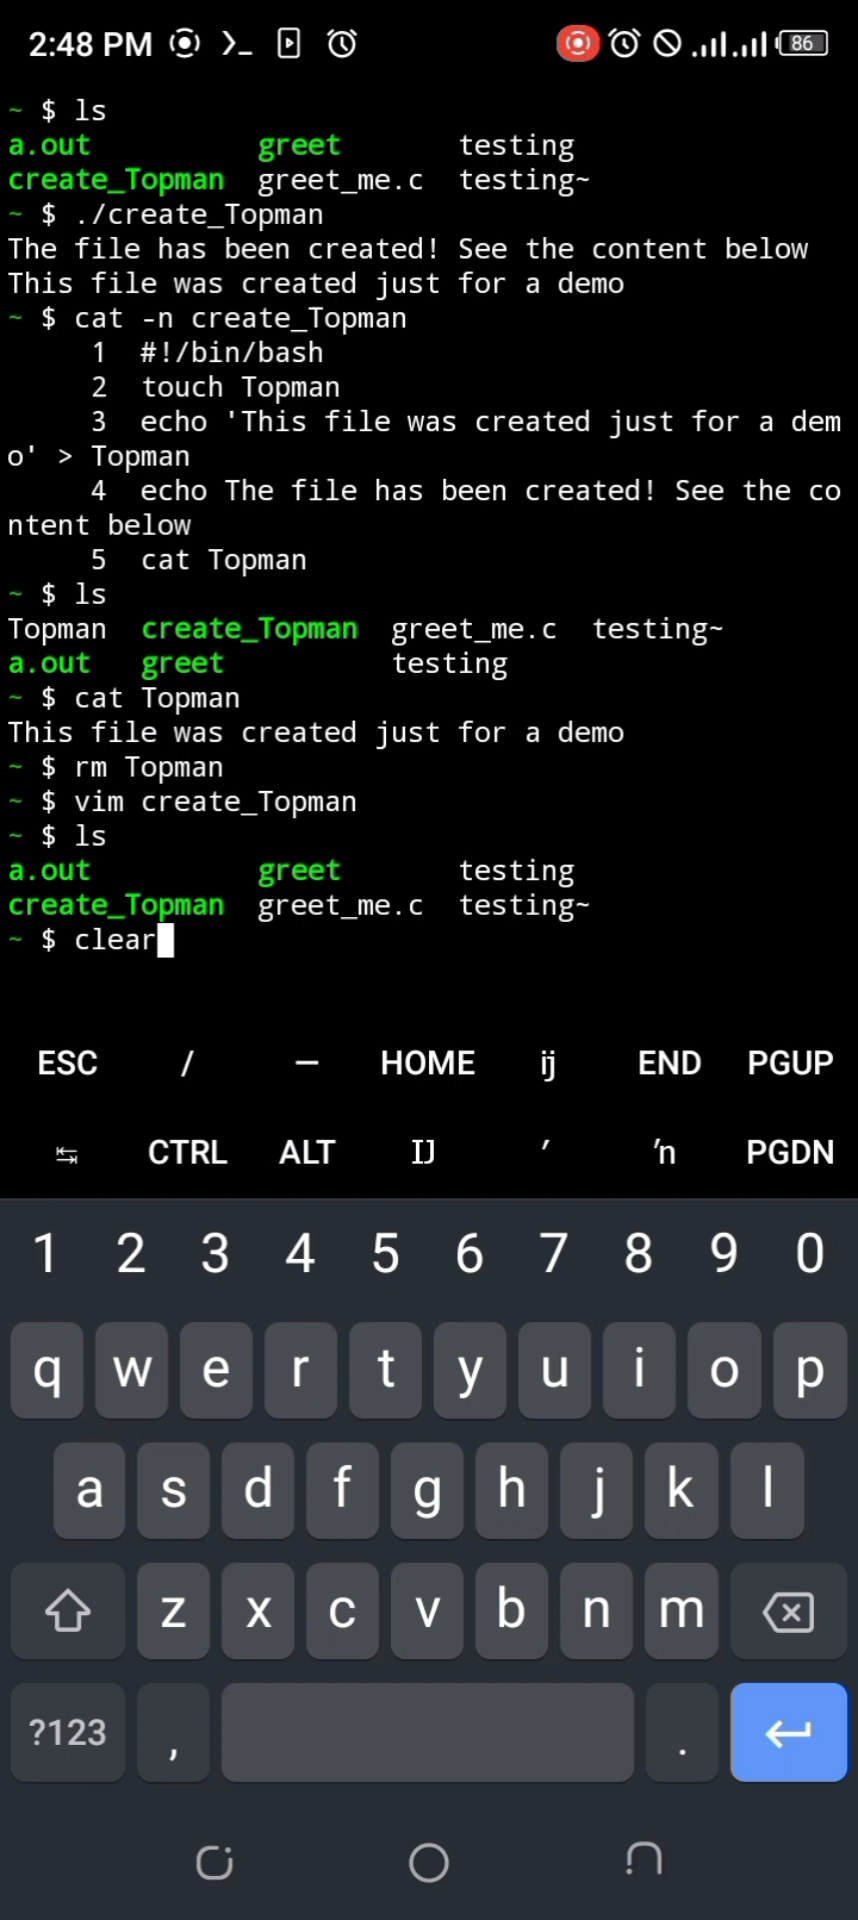 2:48 PM 86
~ $ ls
a.out greet testing
create_Topman greet_me.c testing~
~ $ ./create_Topman
The file has been created! See the content below
This file was created just for a demo
~ $ cat -n create_Topman
1 #!/bin/bash
2 touch Topman
3 echo 'This file was created just for a dem
o' > Topman
4 echo The file has been created! See the co
ntent below
5 cat Topman
~ $ ls
Topman create_Topman greet_me.c testing~
a.out greet testing
~ $ cat Topman
This file was created just for a demo
~ $ rm Topman
~ $ vim create_Topman
~ $ ls
a.out greet testing
create_Topman greet_me.c testing~
~ $ clear
ESC / — HOME ĳ END PGUP
↹ CTRL ALT Ĳ ′ ŉ PGDN
1 2 3 4 5 6 7 8 9 0
q w e r t y u i o p
a s d f g h j k l
z x c v b n m
?123 , .